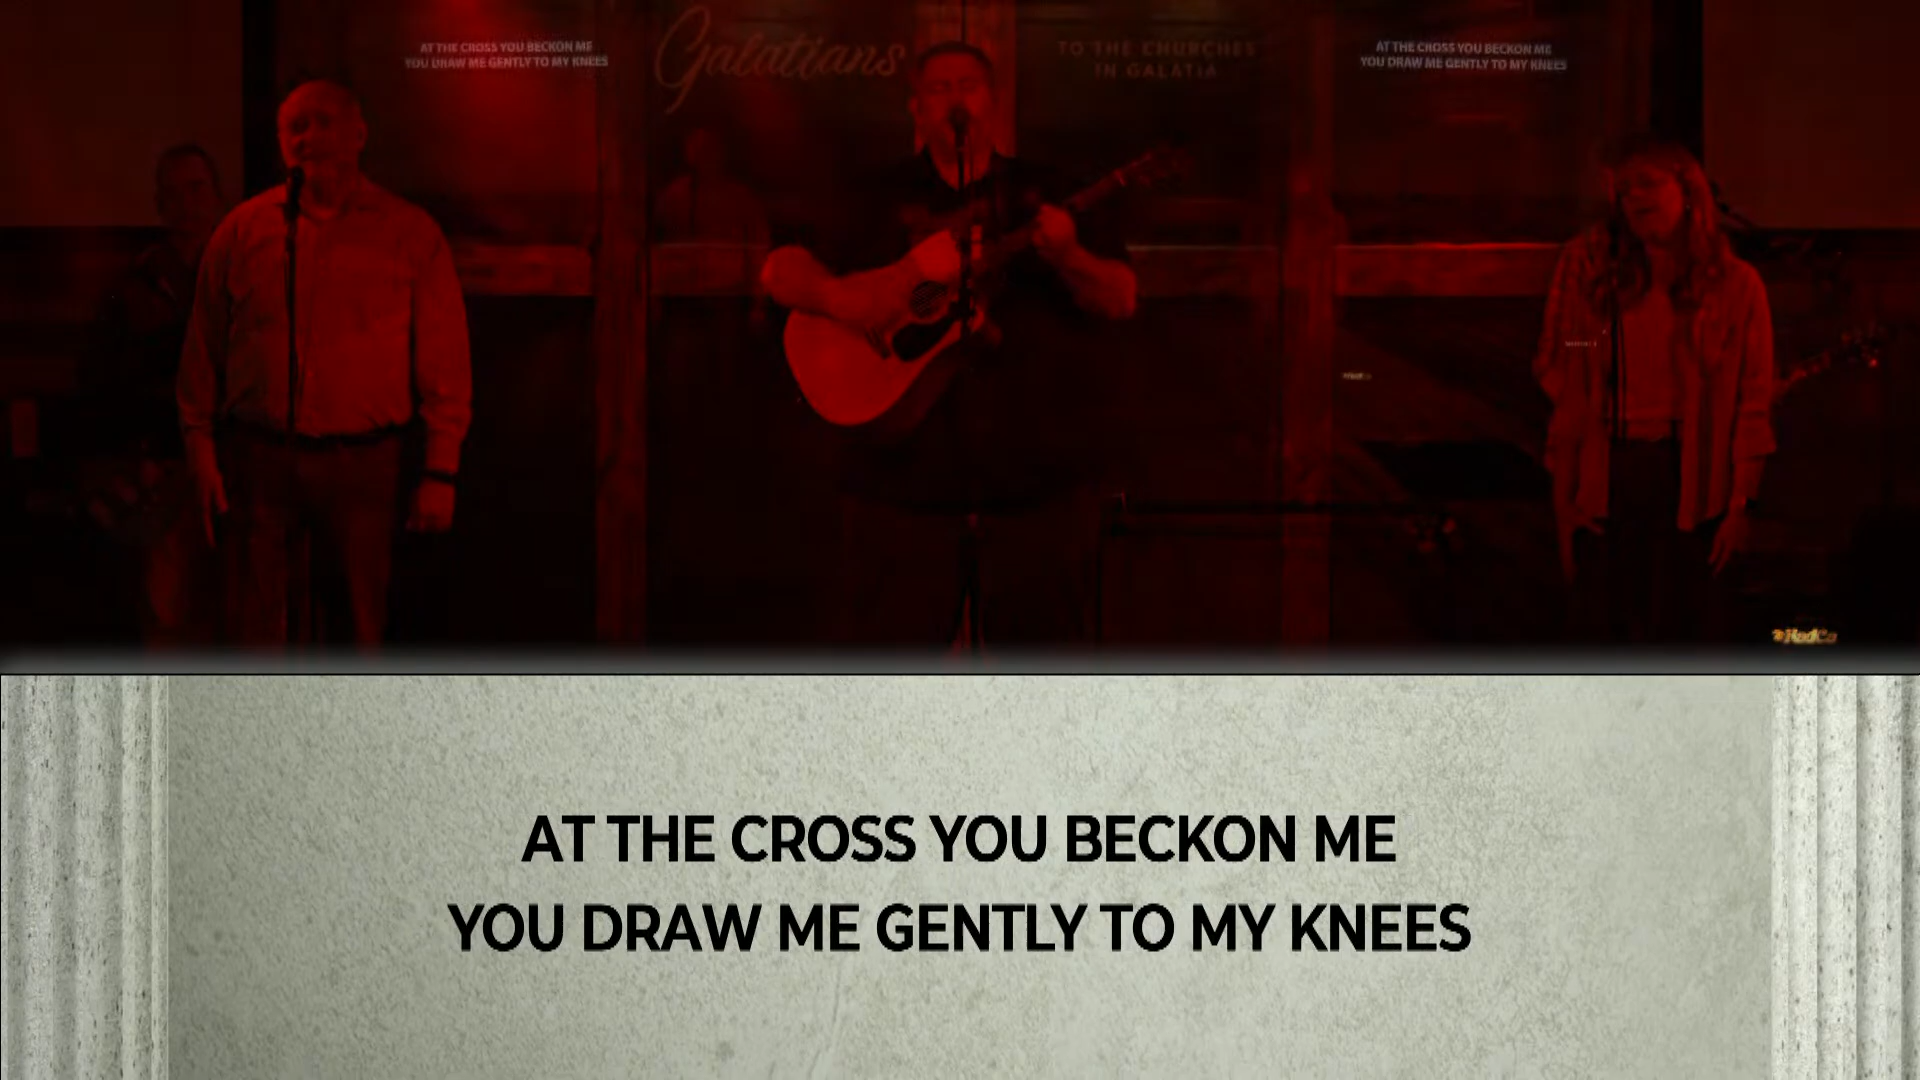 AT THE CROSS YOU BECKON ME
YOU DRAW ME GENTLY TO MY KNEES
Galatians
TO THE CHURCHES
IN GALATIA
AT THE CROSS YOU BECKON ME
YOU DRAW ME GENTLY TO MY KNEES
AT THE CROSS YOU BECKON ME
YOU DRAW ME GENTLY TO MY KNEES